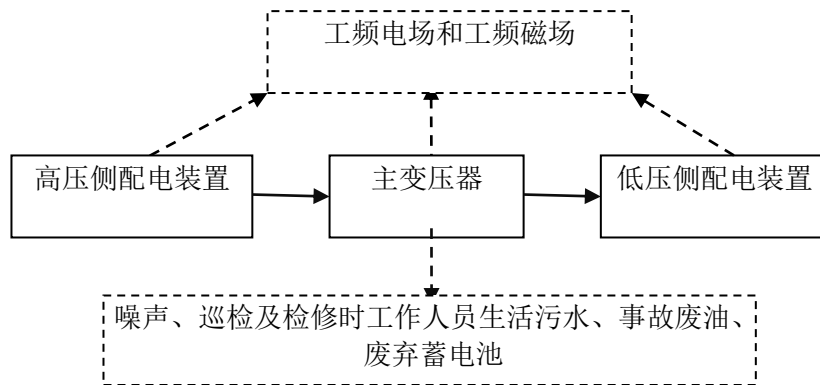 工频电场和工频磁场
高压侧配电装置
主变压器
低压侧配电装置
噪声、巡检及检修时工作人员生活污水、事故废油、
废弃蓄电池